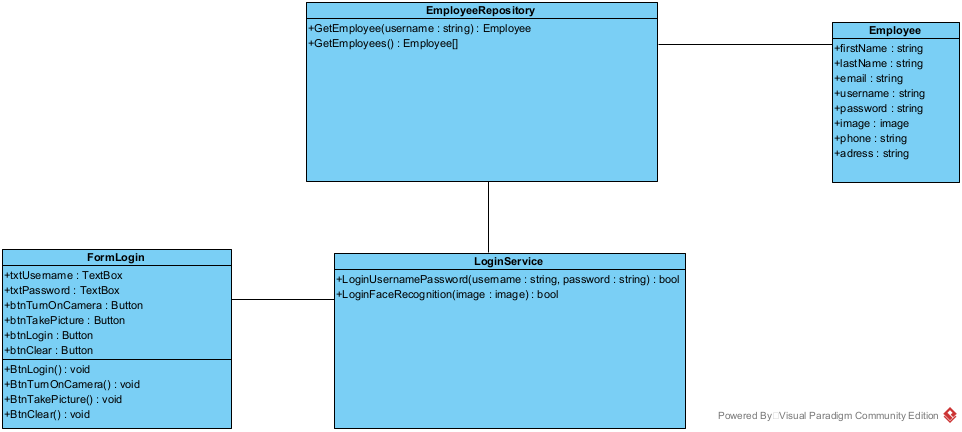 EmployeeRepository
+GetEmployee(username : string) : Employee
+GetEmployees() : Employee[]
Employee
+firstName : string
+lastName : string
+email : string
+username : string
+password : string
+image : image
+phone : string
+adress : string
FormLogin
+txtUsername : TextBox
+txtPassword : TextBox
+btnTurnOnCamera : Button
+btnTakePicture : Button
+btnLogin : Button
+btnClear : Button
+BtnLogin() : void
+BtnTurnOnCamera() : void
+BtnTakePicture() : void
+BtnClear() : void
LoginService
+LoginUsernamePassword(username : string, password : string) : bool
+LoginFaceRecognition(image : image) : bool
Powered By Visual Paradigm Community Edition